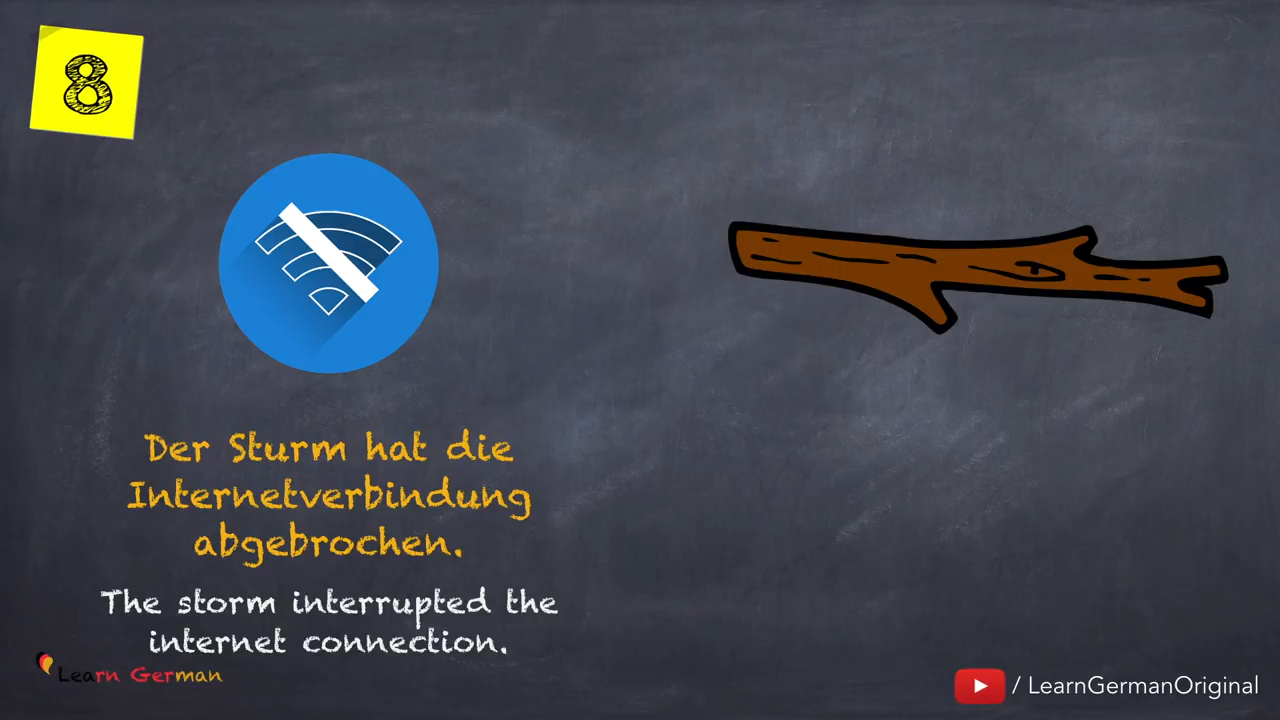 8
Der Sturm hat die
Internetverbindung
abgebrochen.
The storm interrupted the
internet connection.
Learn German
/ LearnGermanOriginal